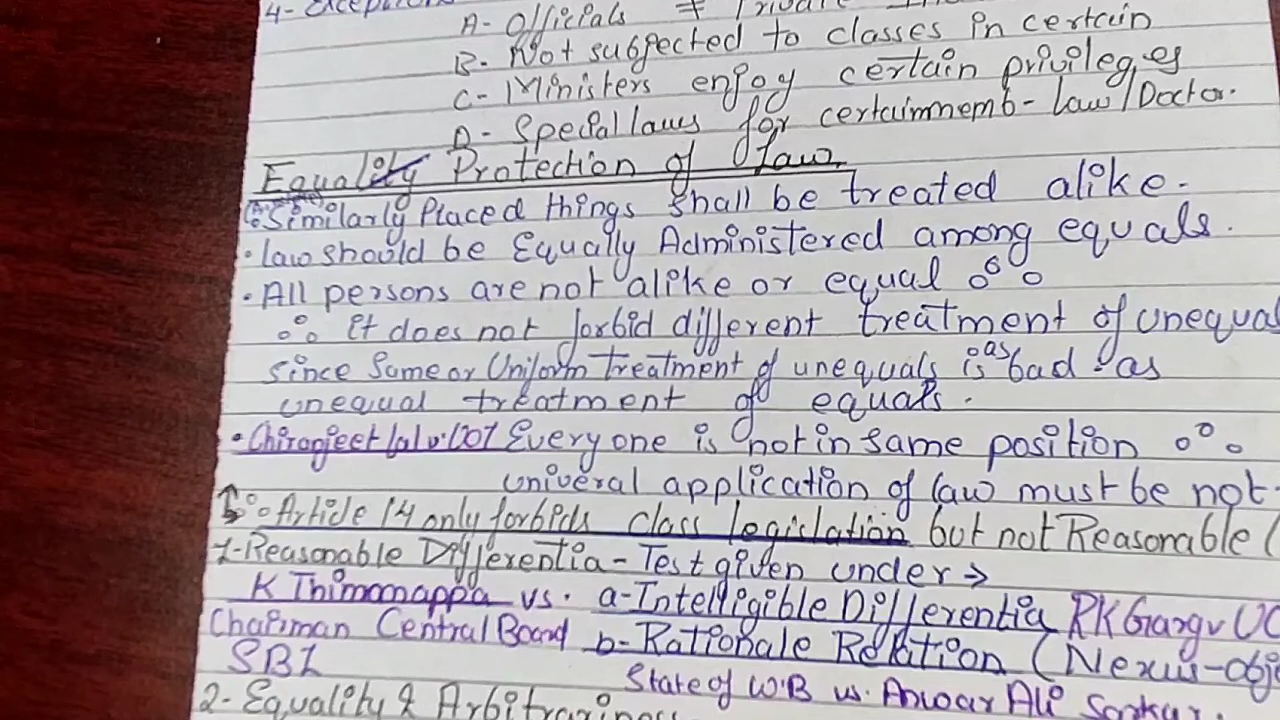 4- Exceptions
A- Officials ≠ Private
B- Not subjected to classes in certain
C- Ministers enjoy certain privileges
D- Special laws for certain memb- law/Doctor.
Equality Protection of law
Similarly Placed things shall be treated alike.
• law should be Equally Administered among equals.
• All persons are not alike or equal ∴
∴ it does not forbid different treatment of unequal
since same or Uniform treatment of unequals is as bad as
unequal treatment of equals.
• Chiranjeet lal v. UOI Everyone is not in same position ∴
univeral application of law must be not.
Article 14 only forbids class legislation but not Reasonable (
1- Reasonable Differentia - Test given under →
K Thimmappa vs. a- Intelligible Differentia RK Garg v UO
Chairman Central Board b- Rationale Relation (Nexus-obj
SBI
State of W.B vs. Anwar Ali Sarkar.
2- Equality & Arbitrariness